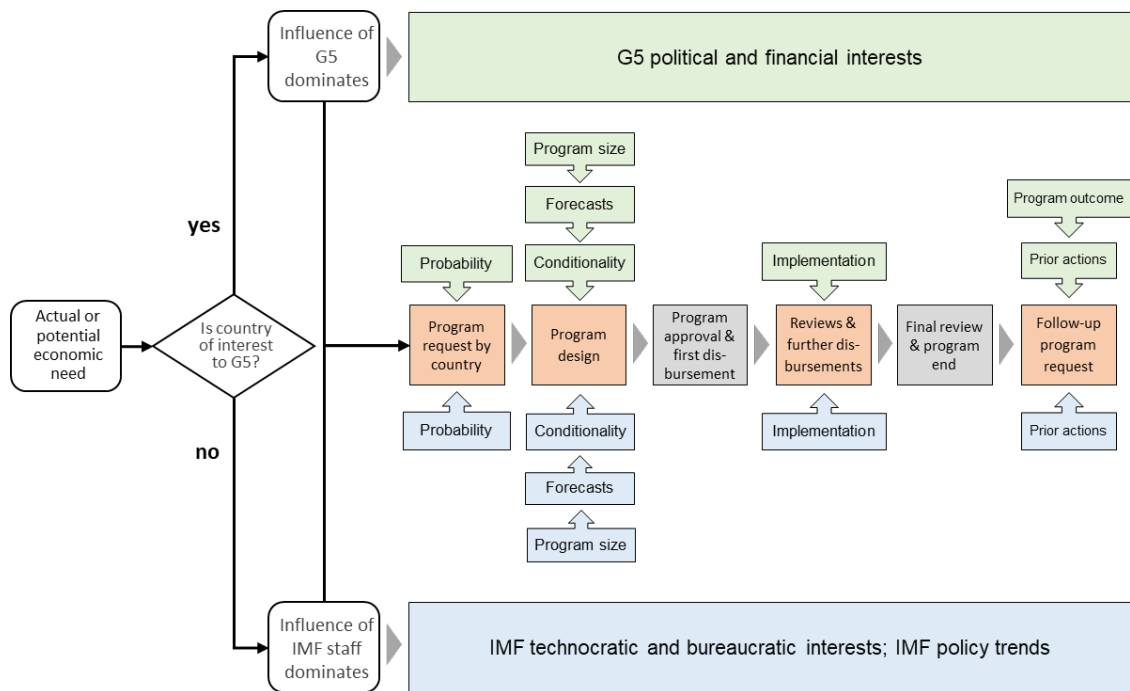 Influence of
G5
dominates
G5 political and financial interests
Program size
Forecasts
Program outcome
yes
Probability
Conditionality
Implementation
Prior actions
Actual or
potential
economic
need
Is country
of interest
to G5?
Program
request by
country
Program
design
Program
approval &
first dis-
bursement
Reviews &
further dis-
bursements
Final review
& program
end
Follow-up
program
request
Probability
Conditionality
Implementation
Prior actions
no
Forecasts
Program size
Influence of
IMF staff
dominates
IMF technocratic and bureaucratic interests; IMF policy trends